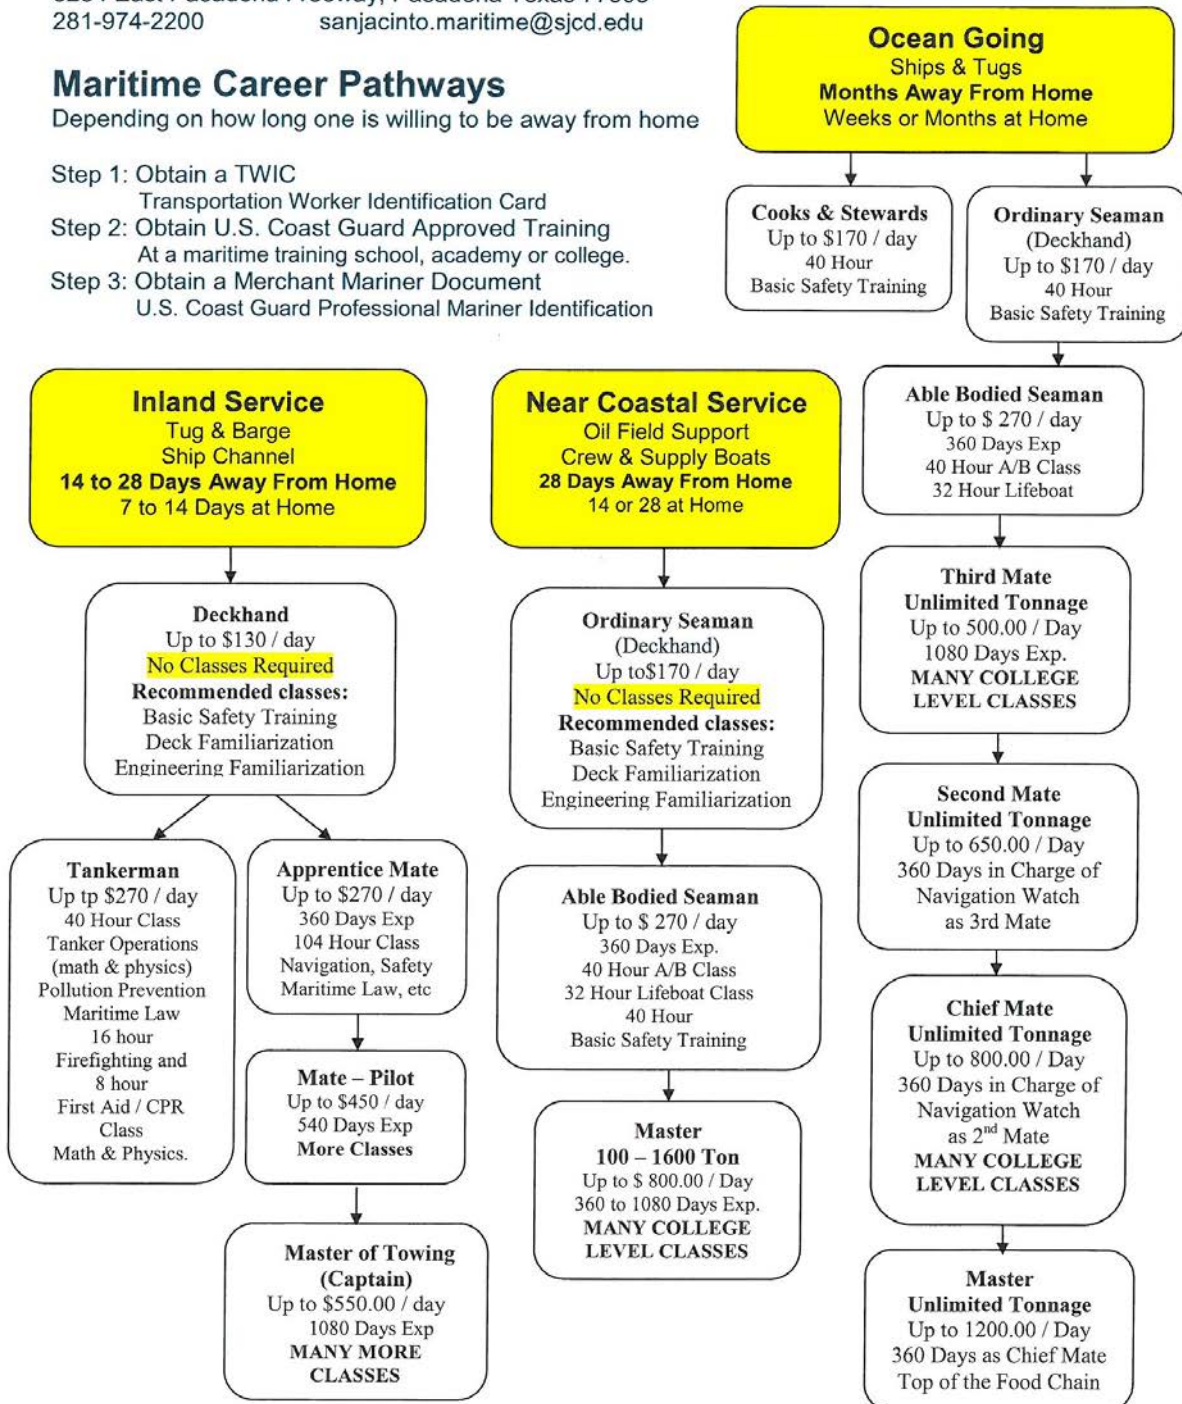 281-974-2200 sanjacinto.maritime@sjcd.edu
Maritime Career Pathways
Depending on how long one is willing to be away from home
Step 1: Obtain a TWIC
Transportation Worker Identification Card
Step 2: Obtain U.S. Coast Guard Approved Training
At a maritime training school, academy or college.
Step 3: Obtain a Merchant Mariner Document
U.S. Coast Guard Professional Mariner Identification
Ocean Going
Ships & Tugs
Months Away From Home
Weeks or Months at Home
Cooks & Stewards
Up to $170 / day
40 Hour
Basic Safety Training
Ordinary Seaman
(Deckhand)
Up to $170 / day
40 Hour
Basic Safety Training
Able Bodied Seaman
Up to $ 270 / day
360 Days Exp
40 Hour A/B Class
32 Hour Lifeboat
Third Mate
Unlimited Tonnage
Up to 500.00 / Day
1080 Days Exp.
MANY COLLEGE
LEVEL CLASSES
Second Mate
Unlimited Tonnage
Up to 650.00 / Day
360 Days in Charge of
Navigation Watch
as 3rd Mate
Chief Mate
Unlimited Tonnage
Up to 800.00 / Day
360 Days in Charge of
Navigation Watch
as 2nd Mate
MANY COLLEGE
LEVEL CLASSES
Master
Unlimited Tonnage
Up to 1200.00 / Day
360 Days as Chief Mate
Top of the Food Chain
Inland Service
Tug & Barge
Ship Channel
14 to 28 Days Away From Home
7 to 14 Days at Home
Deckhand
Up to $130 / day
No Classes Required
Recommended classes:
Basic Safety Training
Deck Familiarization
Engineering Familiarization
Tankerman
Up tp $270 / day
40 Hour Class
Tanker Operations
(math & physics)
Pollution Prevention
Maritime Law
16 hour
Firefighting and
8 hour
First Aid / CPR
Class
Math & Physics.
Apprentice Mate
Up to $270 / day
360 Days Exp
104 Hour Class
Navigation, Safety
Maritime Law, etc
Mate – Pilot
Up to $450 / day
540 Days Exp
More Classes
Master of Towing
(Captain)
Up to $550.00 / day
1080 Days Exp
MANY MORE
CLASSES
Near Coastal Service
Oil Field Support
Crew & Supply Boats
28 Days Away From Home
14 or 28 at Home
Ordinary Seaman
(Deckhand)
Up to$170 / day
No Classes Required
Recommended classes:
Basic Safety Training
Deck Familiarization
Engineering Familiarization
Able Bodied Seaman
Up to $ 270 / day
360 Days Exp.
40 Hour A/B Class
32 Hour Lifeboat Class
40 Hour
Basic Safety Training
Master
100 – 1600 Ton
Up to $ 800.00 / Day
360 to 1080 Days Exp.
MANY COLLEGE
LEVEL CLASSES